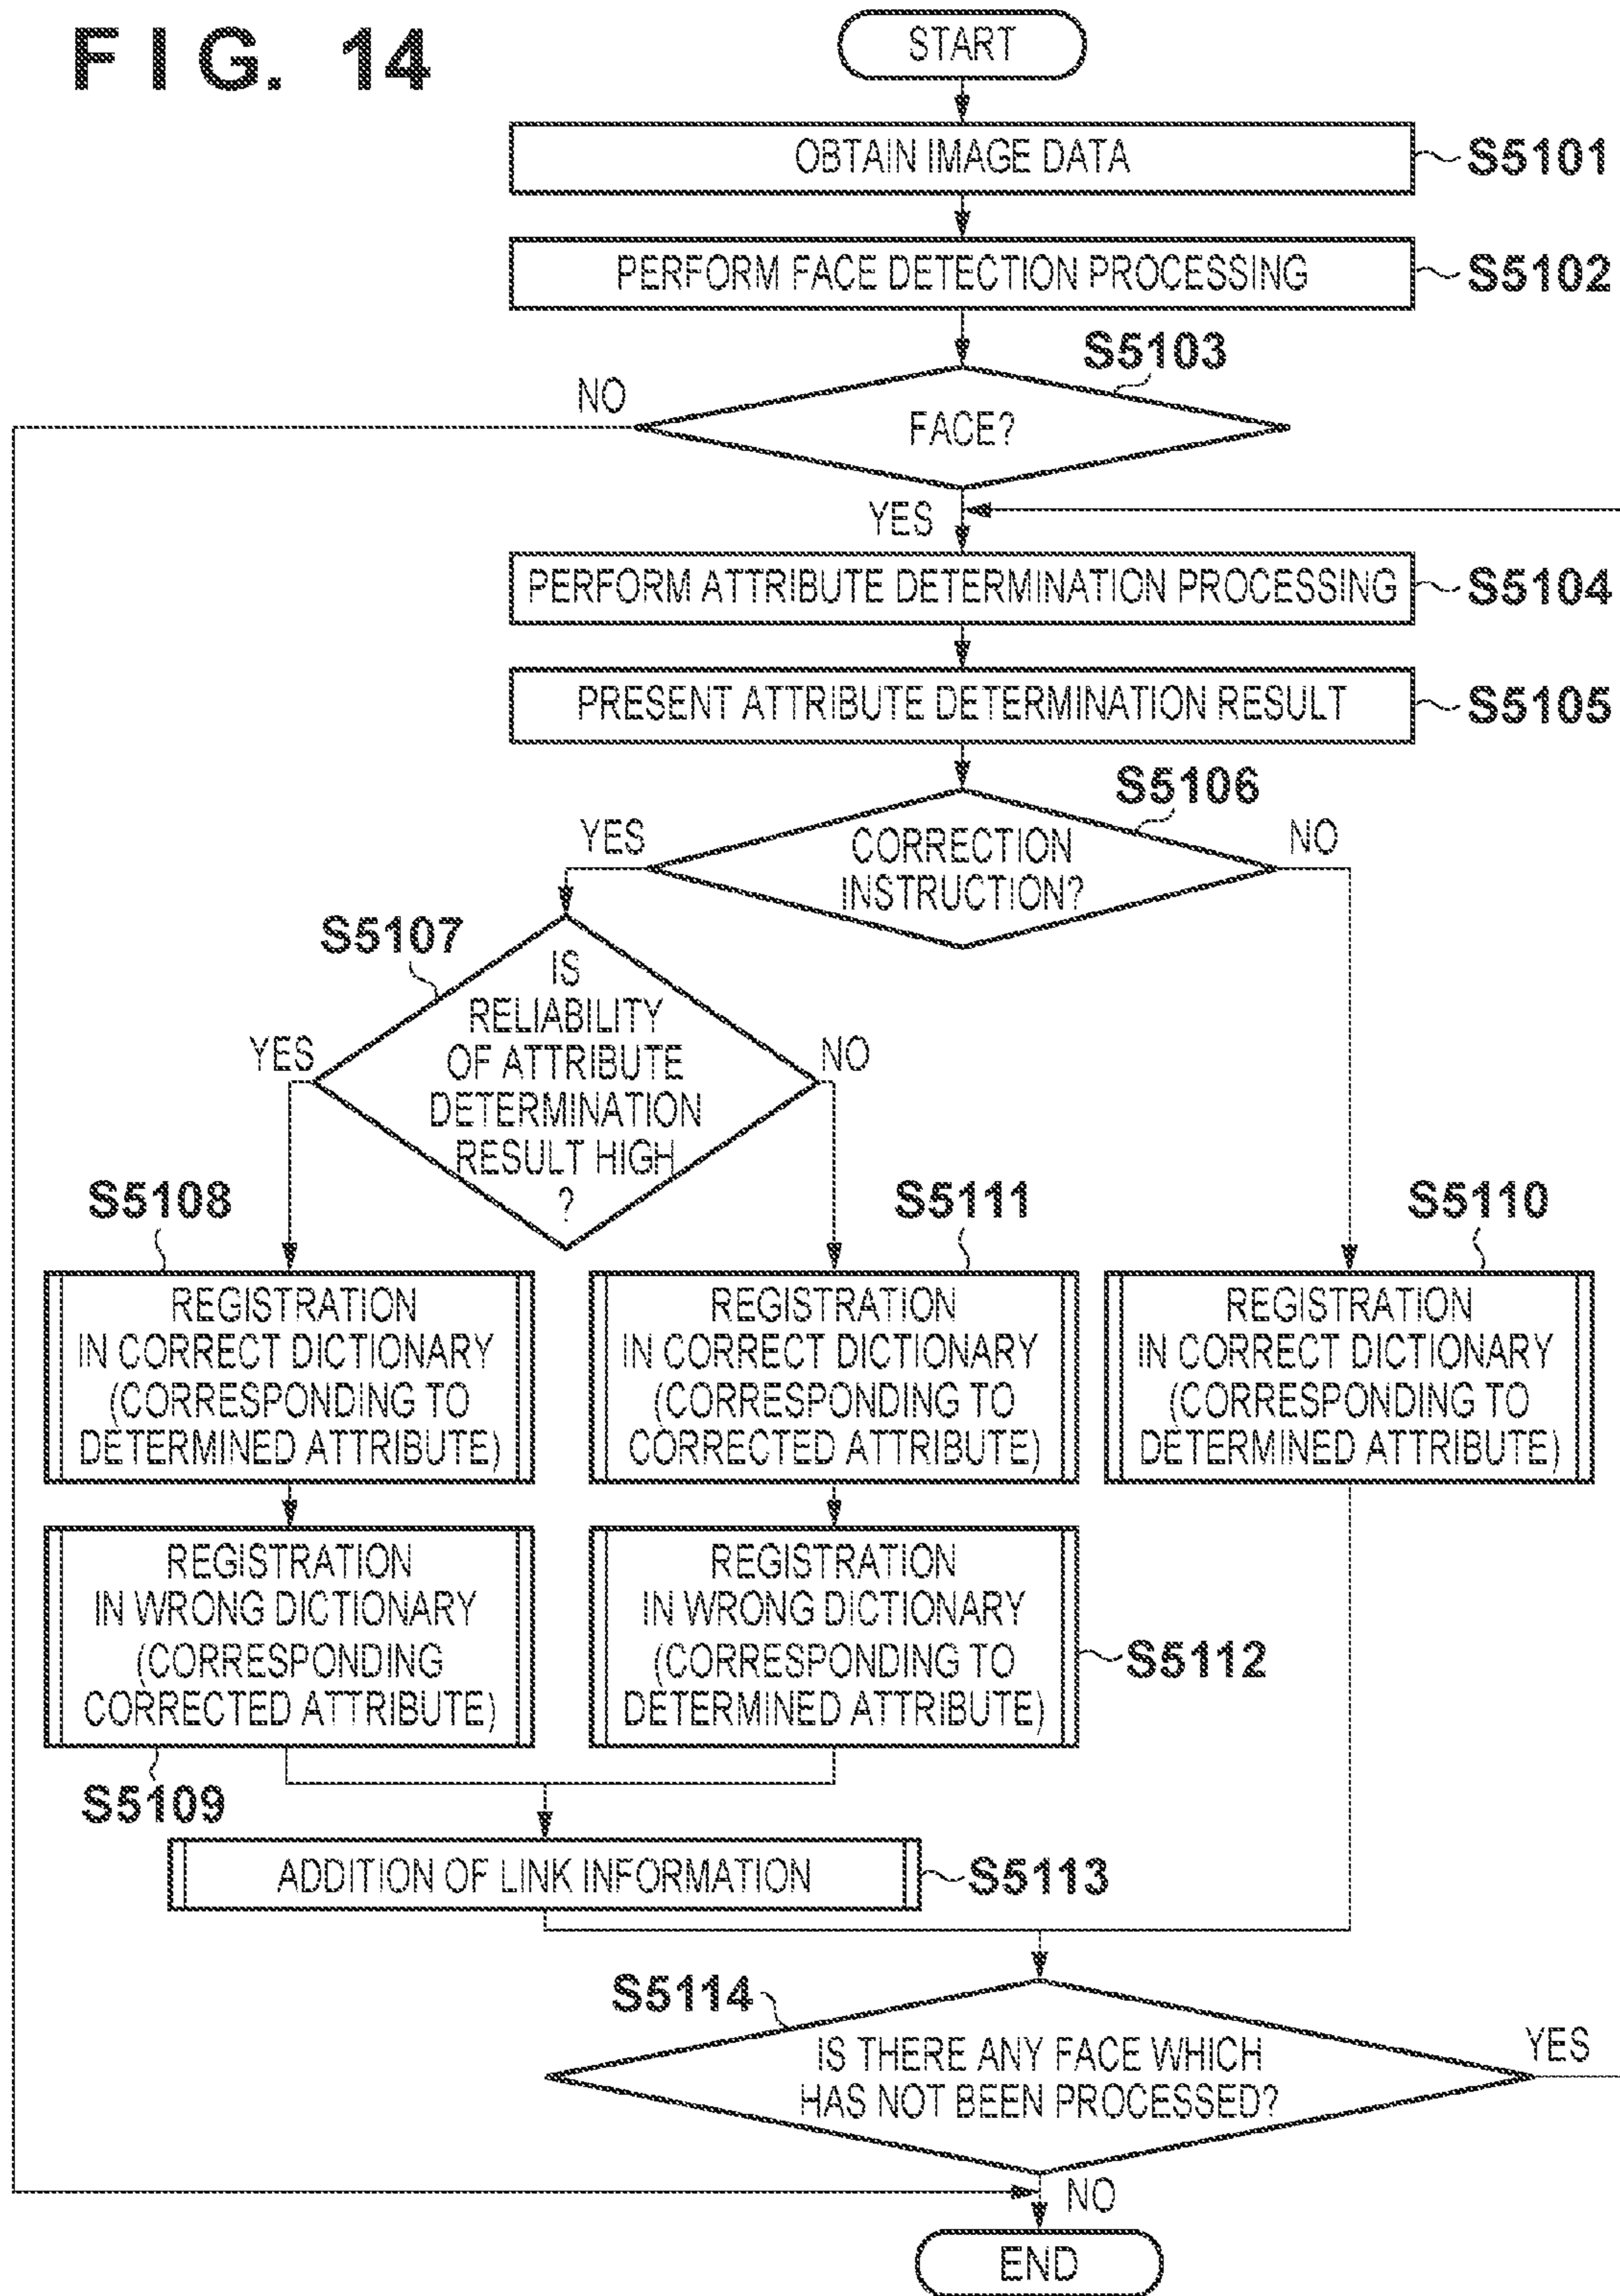 FIG. 14
START
OBTAIN IMAGE DATA
S5101
PERFORM FACE DETECTION PROCESSING
S5102
S5103
NO
FACE?
YES
PERFORM ATTRIBUTE DETERMINATION PROCESSING
S5104
PRESENT ATTRIBUTE DETERMINATION RESULT
S5105
S5106
YES
CORRECTION
INSTRUCTION?
NO
S5107
IS
RELIABILITY
OF ATTRIBUTE
DETERMINATION
RESULT HIGH
?
YES
NO
S5108
REGISTRATION
IN CORRECT DICTIONARY
(CORRESPONDING TO
DETERMINED ATTRIBUTE)
S5111
REGISTRATION
IN CORRECT DICTIONARY
(CORRESPONDING TO
CORRECTED ATTRIBUTE)
S5110
REGISTRATION
IN CORRECT DICTIONARY
(CORRESPONDING TO
DETERMINED ATTRIBUTE)
REGISTRATION
IN WRONG DICTIONARY
(CORRESPONDING
CORRECTED ATTRIBUTE)
S5109
REGISTRATION
IN WRONG DICTIONARY
(CORRESPONDING TO
DETERMINED ATTRIBUTE)
S5112
ADDITION OF LINK INFORMATION
S5113
S5114
IS THERE ANY FACE WHICH
HAS NOT BEEN PROCESSED?
YES
NO
END